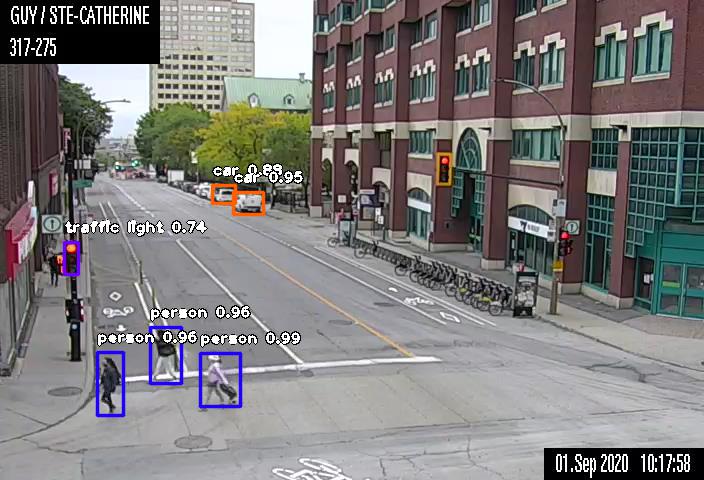 GUY / STE-CATHERINE
317-275
car 0.88
car 0.95
traffic light 0.74
person 0.96
person 0.96
person 0.99
01.Sep 2020 10:17:58